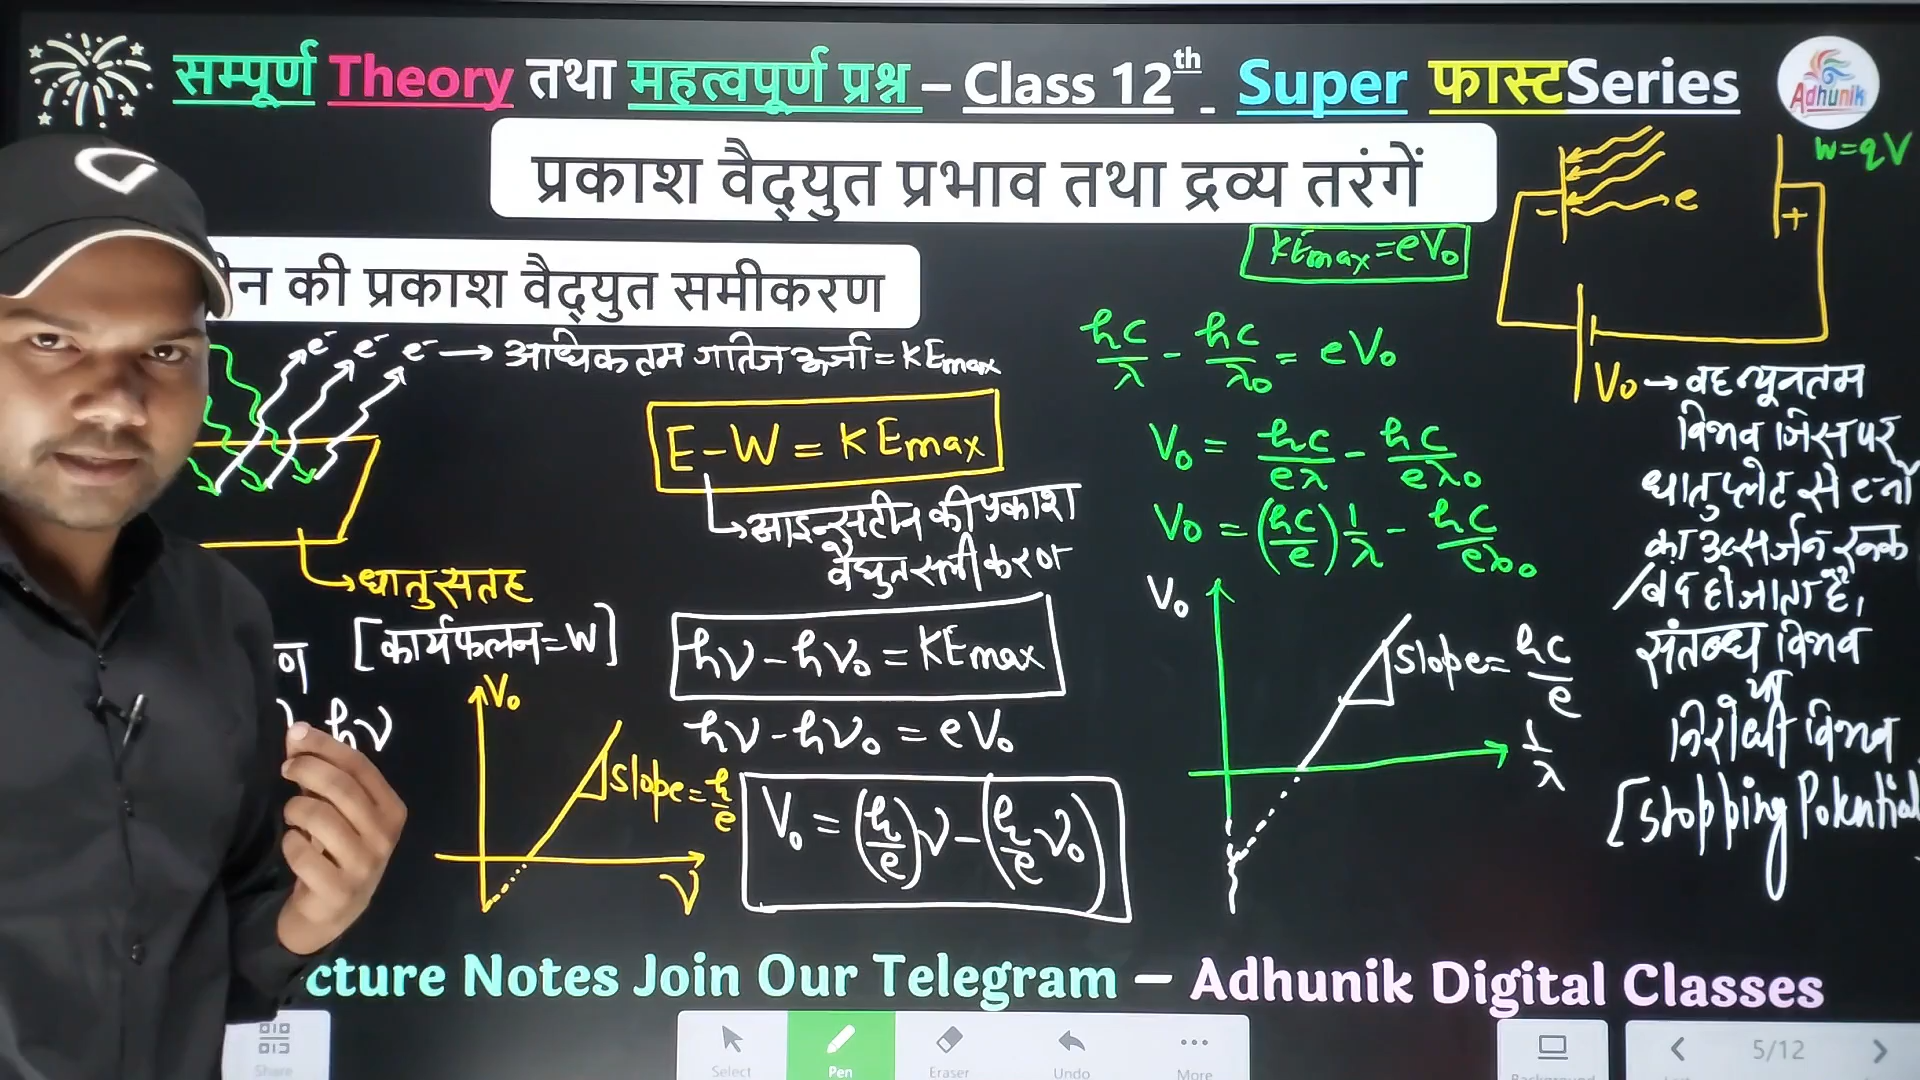 सम्पूर्ण Theory तथा महत्वपूर्ण प्रश्न – Class 12th - Super फास्टSeries
Adhunik
प्रकाश वैद्युत प्रभाव तथा द्रव्य तरंगें
W=qV
- e +
KEmax=eV₀
न की प्रकाश वैद्युत समीकरण
e⁻ e⁻ e⁻ → अधिकतम गतिज ऊर्जा = KEmax
E-W = KEmax
आइन्सटीन की प्रकाश
वैद्युत समीकरण
धातु सतह
[कार्यफलन=W]
ण
hν
hν-hν₀ = KEmax
hν-hν₀ = eV₀
V₀ = (h/e)ν-(h/e ν₀)
V₀
slope=h/e
ν
hc/λ - hc/λ₀ = eV₀
V₀ = hc/eλ - hc/eλ₀
V₀ = (hc/e)1/λ - hc/eλ₀
V₀
slope=hc/e
1/λ
V₀→ वह न्यूनतम
विभव जिस पर
धातु प्लेट से e⁻नों
का उत्सर्जन
बंद हो जाता है।
संतब्ध विभव
या
निरोधी विभव
[Stopping Potential
cture Notes Join Our Telegram – Adhunik Digital Classes
Share
Select
Pen
Eraser
Undo
More
Background
5/12